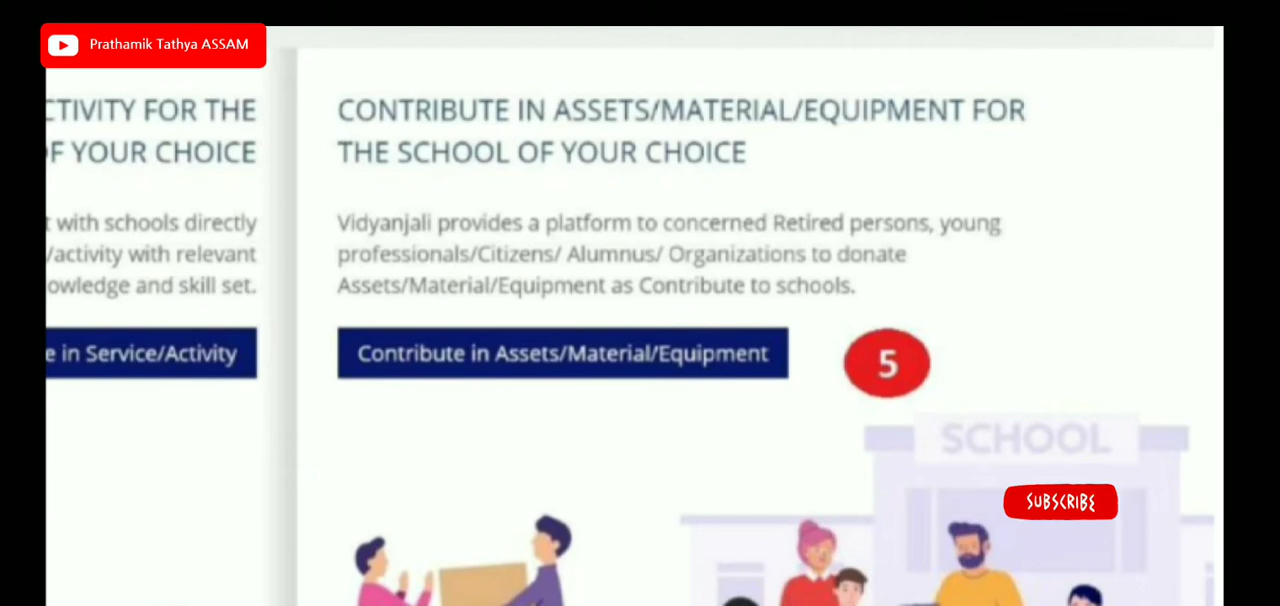 Prathamik Tathya ASSAM
CTIVITY FOR THE
F YOUR CHOICE
t with schools directly
/activity with relevant
owledge and skill set.
e in Service/Activity
CONTRIBUTE IN ASSETS/MATERIAL/EQUIPMENT FOR
THE SCHOOL OF YOUR CHOICE
Vidyanjali provides a platform to concerned Retired persons, young
professionals/Citizens/ Alumnus/ Organizations to donate
Assets/Material/Equipment as Contribute to schools.
Contribute in Assets/Material/Equipment
5
SCHOOL
SUBSCRIBE